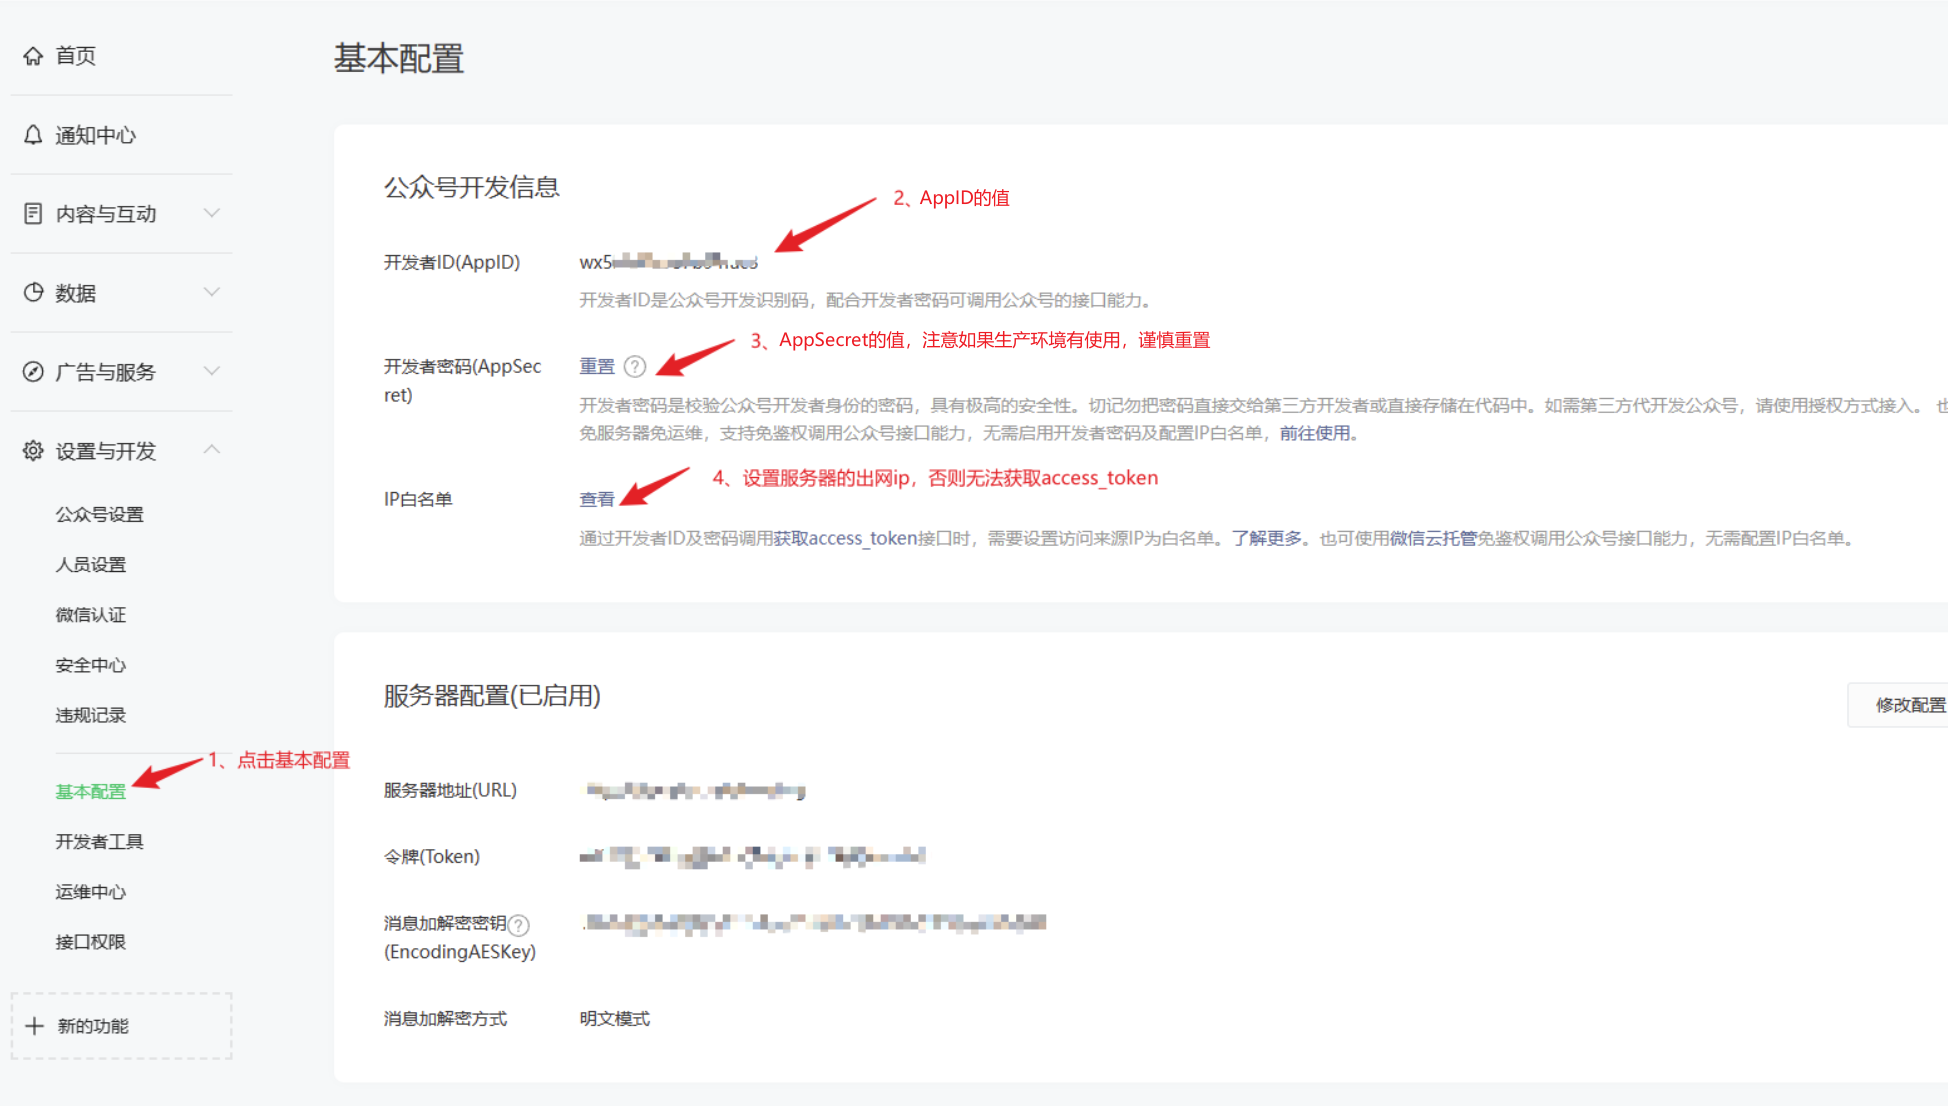 首页
通知中心
内容与互动
数据
广告与服务
设置与开发
公众号设置
人员设置
微信认证
安全中心
违规记录
1、点击基本配置
基本配置
开发者工具
运维中心
接口权限
新的功能
基本配置
公众号开发信息
2、AppID的值
开发者ID(AppID)
wx5
开发者ID是公众号开发识别码，配合开发者密码可调用公众号的接口能力。
3、AppSecret的值，注意如果生产环境有使用，谨慎重置
开发者密码(AppSec
ret)
重置
开发者密码是校验公众号开发者身份的密码，具有极高的安全性。切记勿把密码直接交给第三方开发者或直接存储在代码中。如需第三方代开发公众号，请使用授权方式接入。 也
免服务器免运维，支持免鉴权调用公众号接口能力，无需启用开发者密码及配置IP白名单，前往使用。
4、设置服务器的出网ip，否则无法获取access_token
IP白名单
查看
通过开发者ID及密码调用获取access_token接口时，需要设置访问来源IP为白名单。了解更多。也可使用微信云托管免鉴权调用公众号接口能力，无需配置IP白名单。
服务器配置(已启用)
修改配置
服务器地址(URL)
令牌(Token)
消息加解密密钥
(EncodingAESKey)
消息加解密方式
明文模式